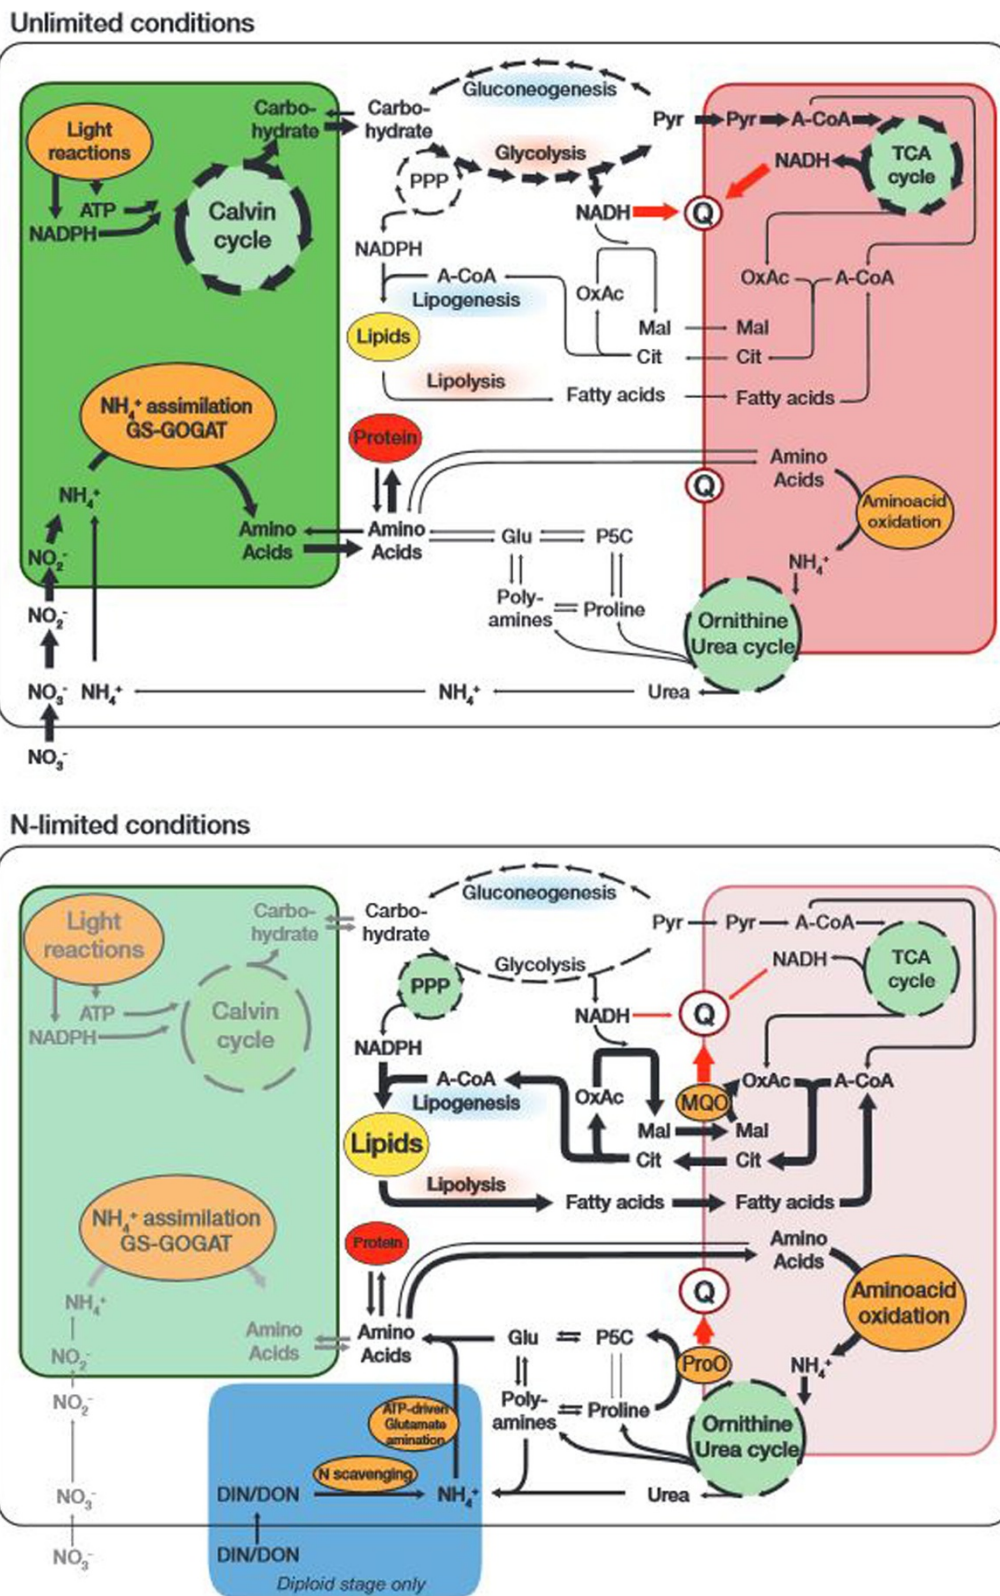 Unlimited conditions
Light
reactions
ATP
NADPH
Calvin
cycle
Carbo-
hydrate
Carbo-
hydrate
Gluconeogenesis
Glycolysis
PPP
NADPH
A-CoA
Lipogenesis
Lipids
Lipolysis
Pyr
Pyr
A-CoA
NADH
TCA
cycle
NADH
Q
OxAc
OxAc
A-CoA
Mal
Mal
Cit
Cit
Fatty acids
Fatty acids
NH₄⁺ assimilation
GS-GOGAT
NH₄⁺
NO₂⁻
NO₂⁻
NO₃⁻
NO₃⁻
NH₄⁺
Amino
Acids
Protein
Amino
Acids
Glu
P5C
Poly-
amines
Proline
Q
Amino
Acids
Aminoacid
oxidation
NH₄⁺
Ornithine
Urea cycle
Urea
NH₄⁺
N-limited conditions
Light
reactions
ATP
NADPH
Calvin
cycle
Carbo-
hydrate
Carbo-
hydrate
Gluconeogenesis
Glycolysis
PPP
NADPH
A-CoA
Lipogenesis
Lipids
Lipolysis
Pyr
Pyr
A-CoA
NADH
TCA
cycle
NADH
Q
MQO
OxAc
OxAc
A-CoA
Mal
Mal
Cit
Cit
Fatty acids
Fatty acids
NH₄⁺ assimilation
GS-GOGAT
NH₄⁺
NO₂⁻
NO₂⁻
NO₃⁻
NO₃⁻
Amino
Acids
Protein
Amino
Acids
Glu
P5C
Poly-
amines
Proline
Q
ProO
Amino
Acids
Aminoacid
oxidation
NH₄⁺
Ornithine
Urea cycle
Urea
ATP-driven
Glutamate
amination
N scavenging
DIN/DON
NH₄⁺
DIN/DON
Diploid stage only